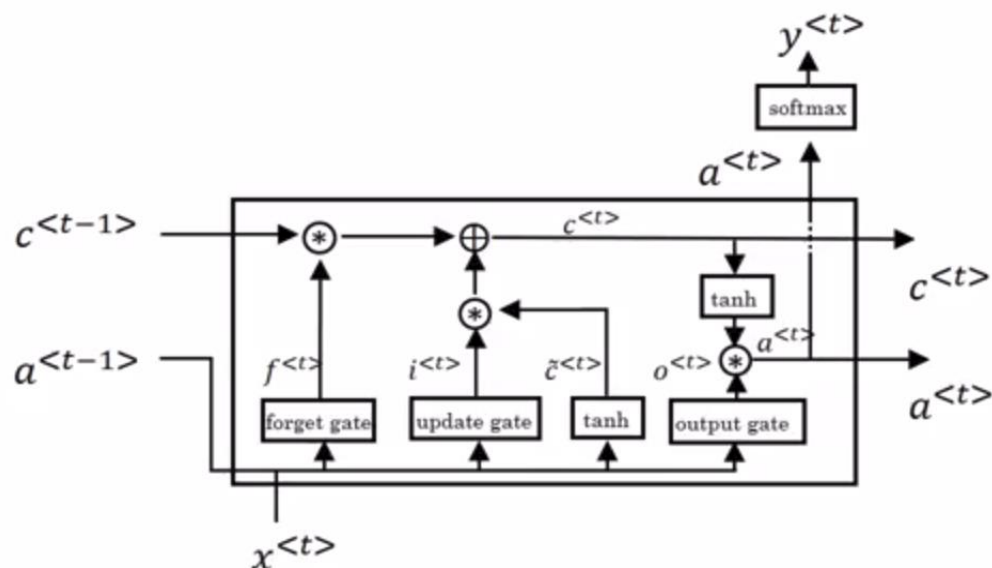 y<t>
softmax
a<t>
c<t-1>
c<t>
c<t>
tanh
a<t-1>
f<t>
i<t>
c̃<t>
o<t>
a<t>
a<t>
forget gate
update gate
tanh
output gate
x<t>